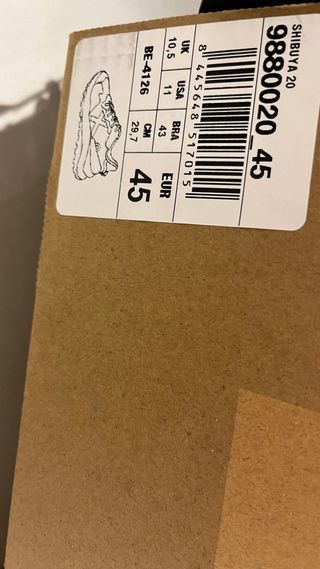 SHIBUYA 20
9880020_45
8 445648 517015
UK USA BRA EUR
10,5 11 43 45
BE-4126 CM
29,7